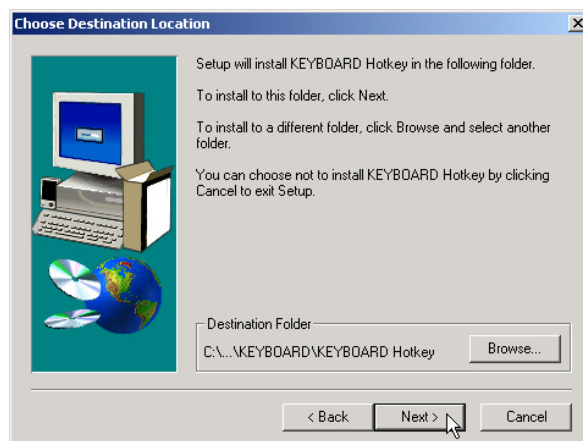 Choose Destination Location
Setup will install KEYBOARD Hotkey in the following folder.
To install to this folder, click Next.
To install to a different folder, click Browse and select another
folder.
You can choose not to install KEYBOARD Hotkey by clicking
Cancel to exit Setup.
Destination Folder
C:\...\KEYBOARD\KEYBOARD Hotkey
Browse...
< Back
Next >
Cancel